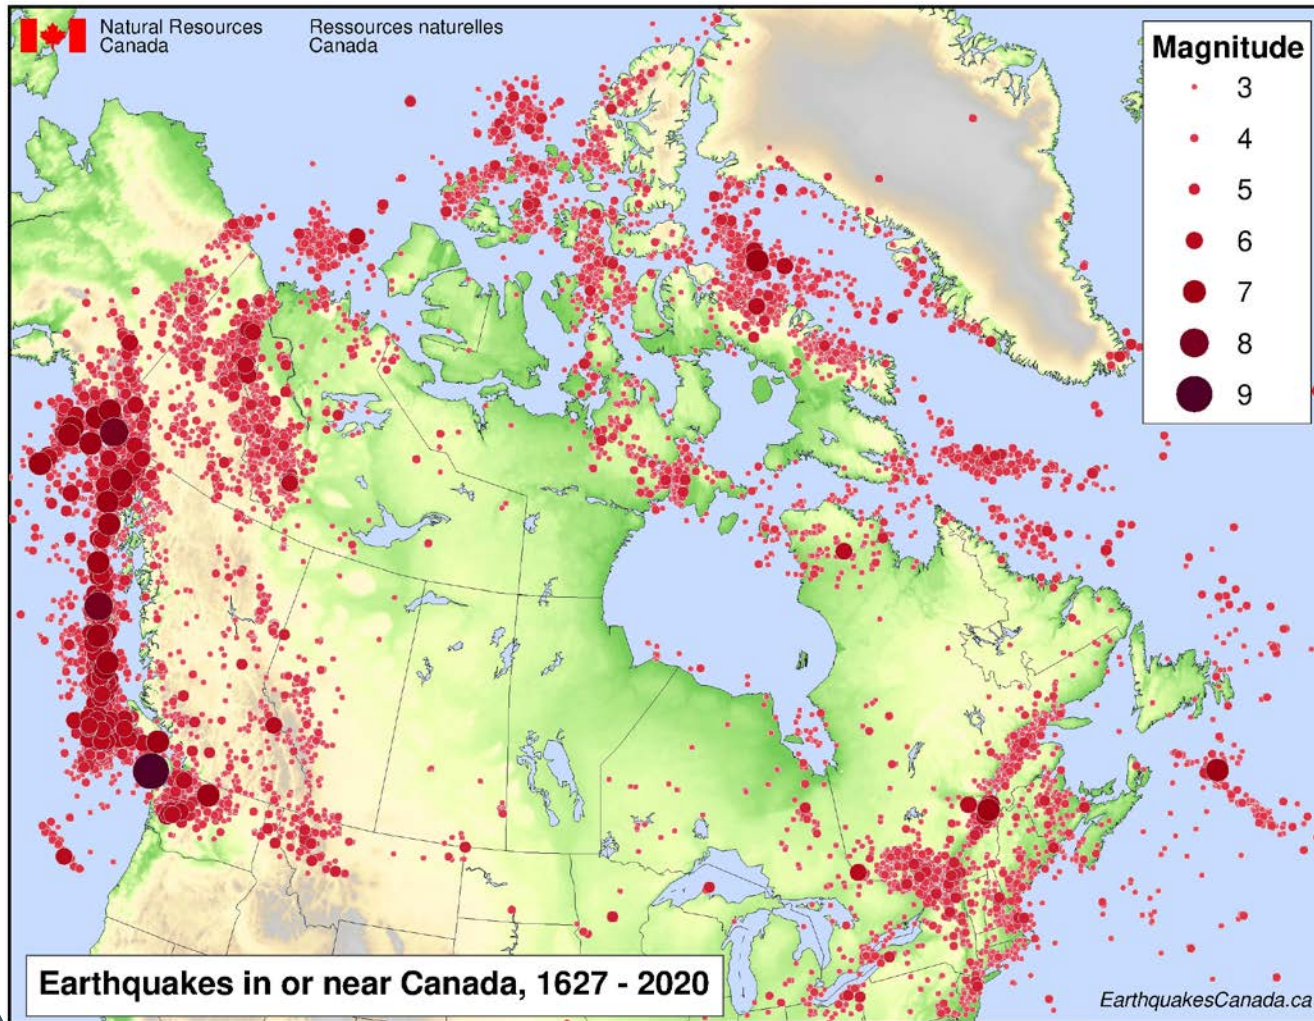 Natural Resources
Canada
Ressources naturelles
Canada
Magnitude
3
4
5
6
7
8
9
Earthquakes in or near Canada, 1627 - 2020
EarthquakesCanada.ca